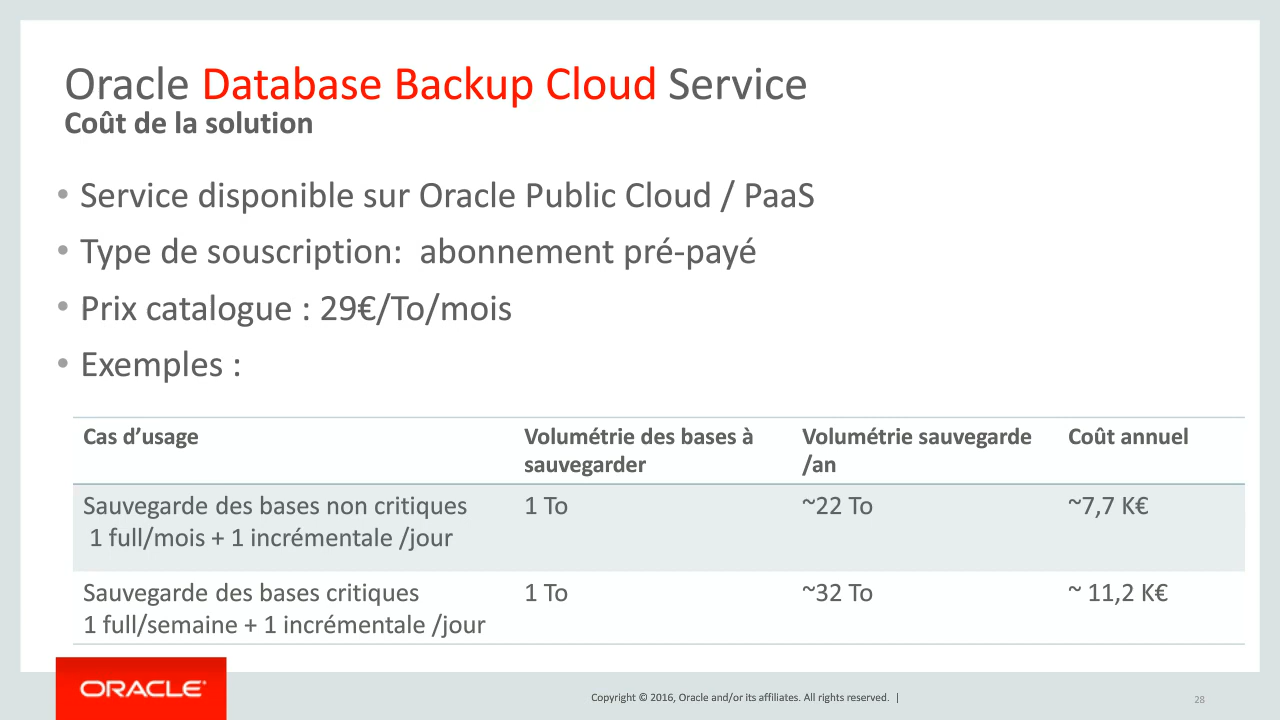 Oracle Database Backup Cloud Service
Coût de la solution
• Service disponible sur Oracle Public Cloud / PaaS
• Type de souscription:  abonnement pré-payé
• Prix catalogue : 29€/To/mois
• Exemples :
Cas d’usage
Volumétrie des bases à
sauvegarder
Volumétrie sauvegarde
/an
Coût annuel
Sauvegarde des bases non critiques
1 full/mois + 1 incrémentale /jour
1 To
~22 To
~7,7 K€
Sauvegarde des bases critiques
1 full/semaine + 1 incrémentale /jour
1 To
~32 To
~ 11,2 K€
ORACLE®
Copyright © 2016, Oracle and/or its affiliates. All rights reserved. |
28